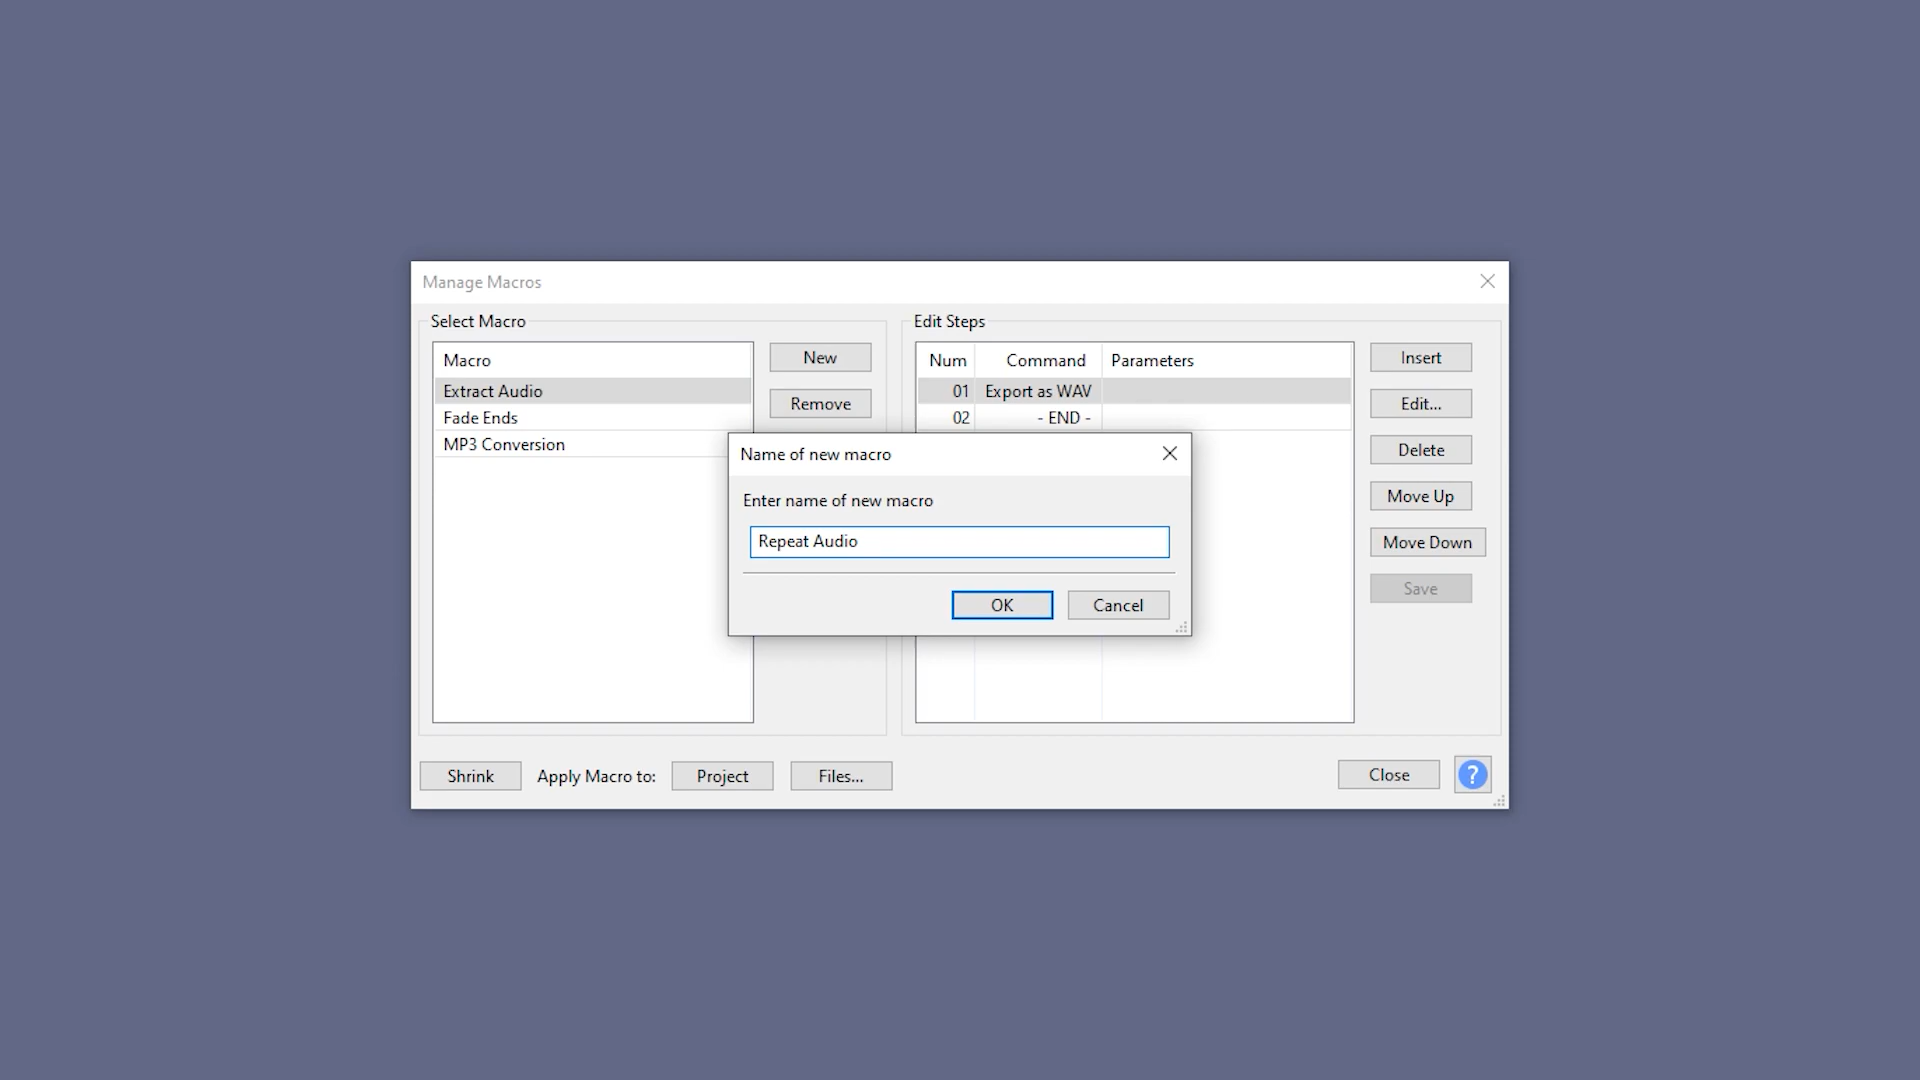 Manage Macros
Select Macro
Macro
Extract Audio
Fade Ends
MP3 Conversion
New
Remove
Edit Steps
Num Command Parameters
01 Export as WAV
02 - END -
Insert
Edit...
Delete
Move Up
Move Down
Save
Name of new macro
Enter name of new macro
Repeat Audio
OK Cancel
Shrink Apply Macro to: Project Files... Close ?